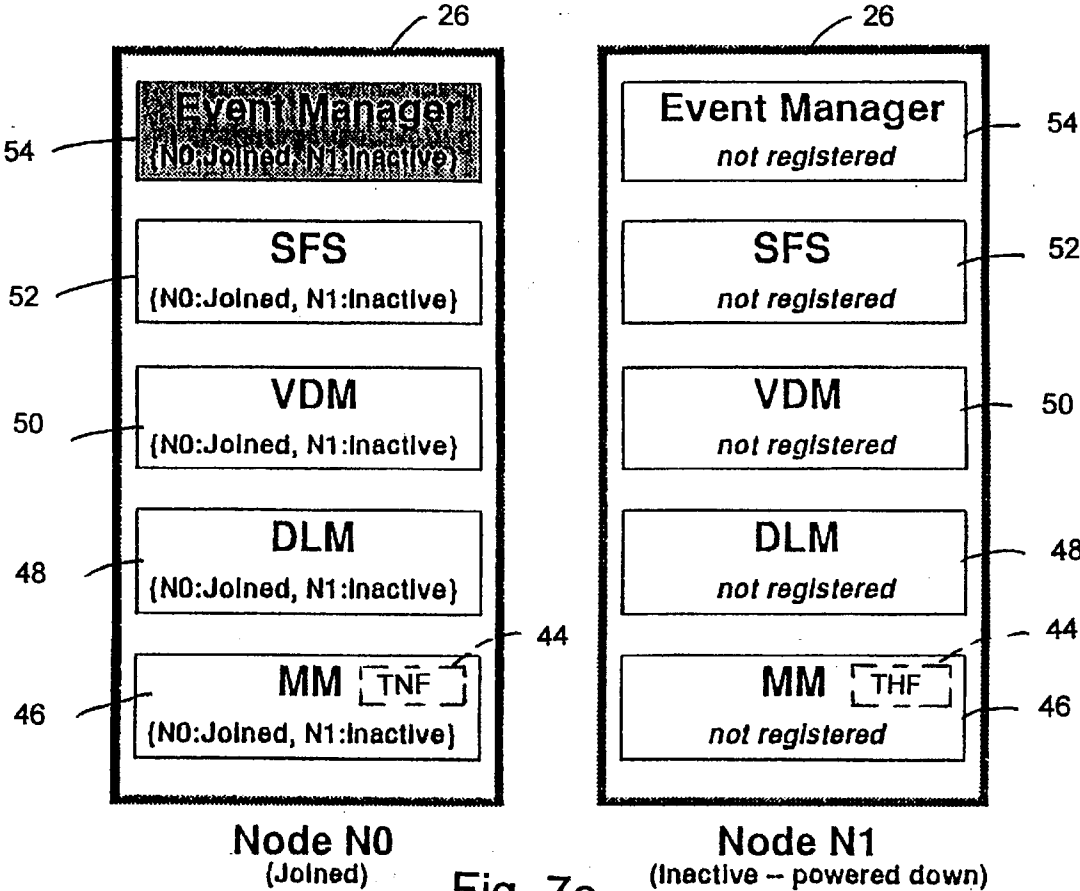 26
Event Manager
{N0:Joined, N1:Inactive}
54
SFS
{N0:Joined, N1:Inactive}
52
VDM
{N0:Joined, N1:Inactive}
50
DLM
{N0:Joined, N1:Inactive}
48
44
MM TNF
{N0:Joined, N1:Inactive}
46
Node N0
(Joined)
26
Event Manager
not registered
54
SFS
not registered
52
VDM
not registered
50
DLM
not registered
48
44
MM THF
not registered
46
Node N1
(Inactive -- powered down)